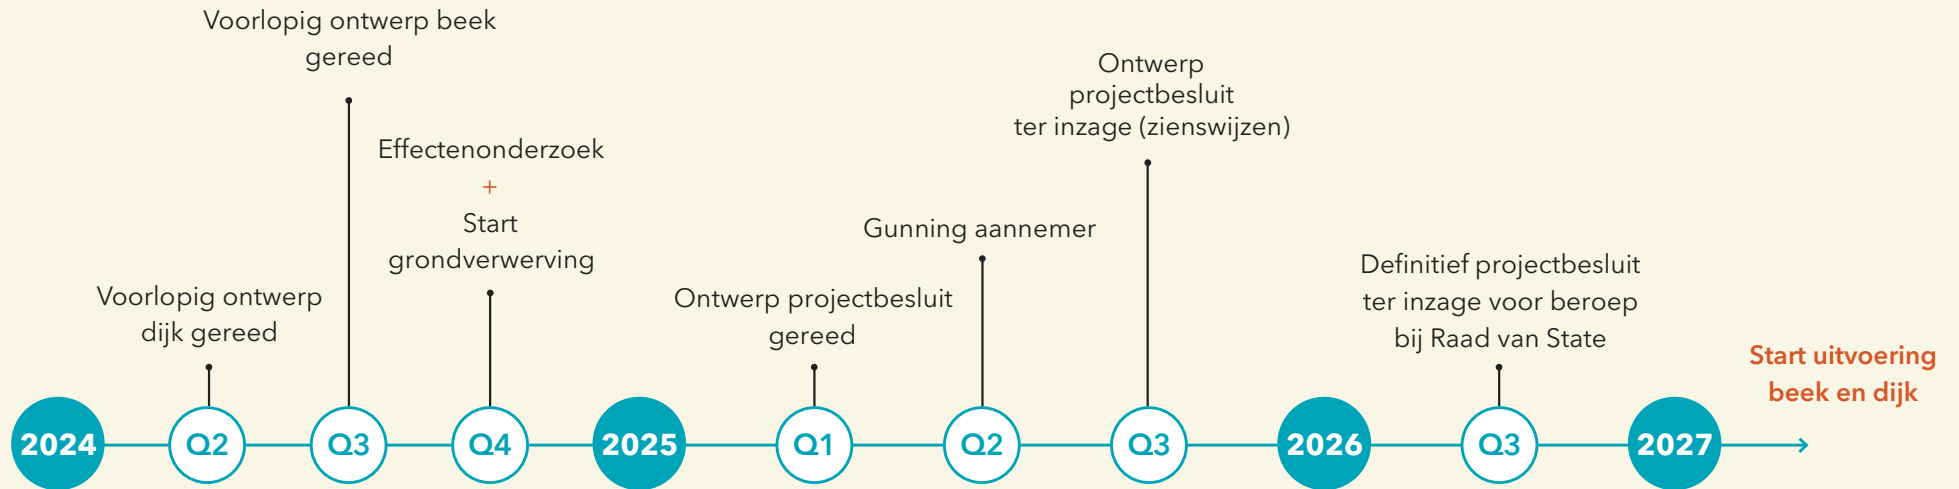 Voorlopig ontwerp beek
gereed
Effectenonderzoek
+
Start
grondverwerving
Voorlopig ontwerp
dijk gereed
Ontwerp projectbesluit
gereed
Gunning aannemer
Ontwerp
projectbesluit
ter inzage (zienswijzen)
Definitief projectbesluit
ter inzage voor beroep
bij Raad van State
Start uitvoering
beek en dijk
2024
Q2
Q3
Q4
2025
Q1
Q2
Q3
2026
Q3
2027